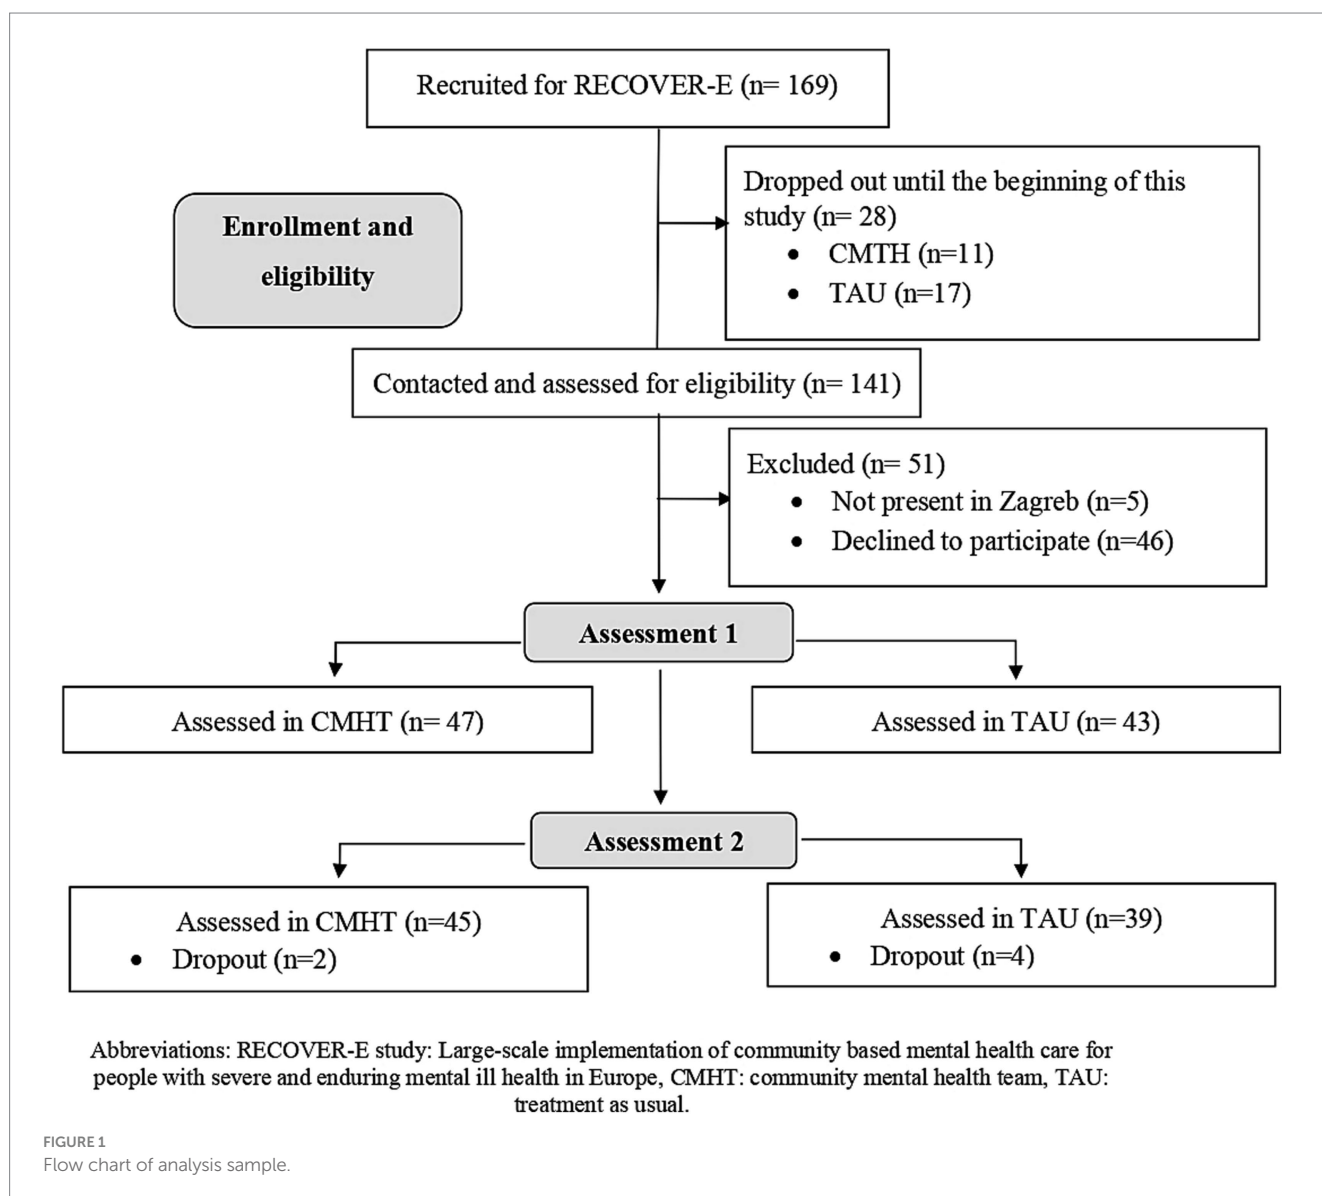 Recruited for RECOVER-E (n= 169)
Dropped out until the beginning of this
study (n= 28)
• CMTH (n=11)
• TAU (n=17)
Enrollment and
eligibility
Contacted and assessed for eligibility (n= 141)
Excluded (n= 51)
• Not present in Zagreb (n=5)
• Declined to participate (n=46)
Assessment 1
Assessed in CMHT (n= 47)
Assessed in TAU (n= 43)
Assessment 2
Assessed in CMHT (n=45)
• Dropout (n=2)
Assessed in TAU (n=39)
• Dropout (n=4)
Abbreviations: RECOVER-E study: Large-scale implementation of community based mental health care for
people with severe and enduring mental ill health in Europe, CMHT: community mental health team, TAU:
treatment as usual.
FIGURE 1
Flow chart of analysis sample.